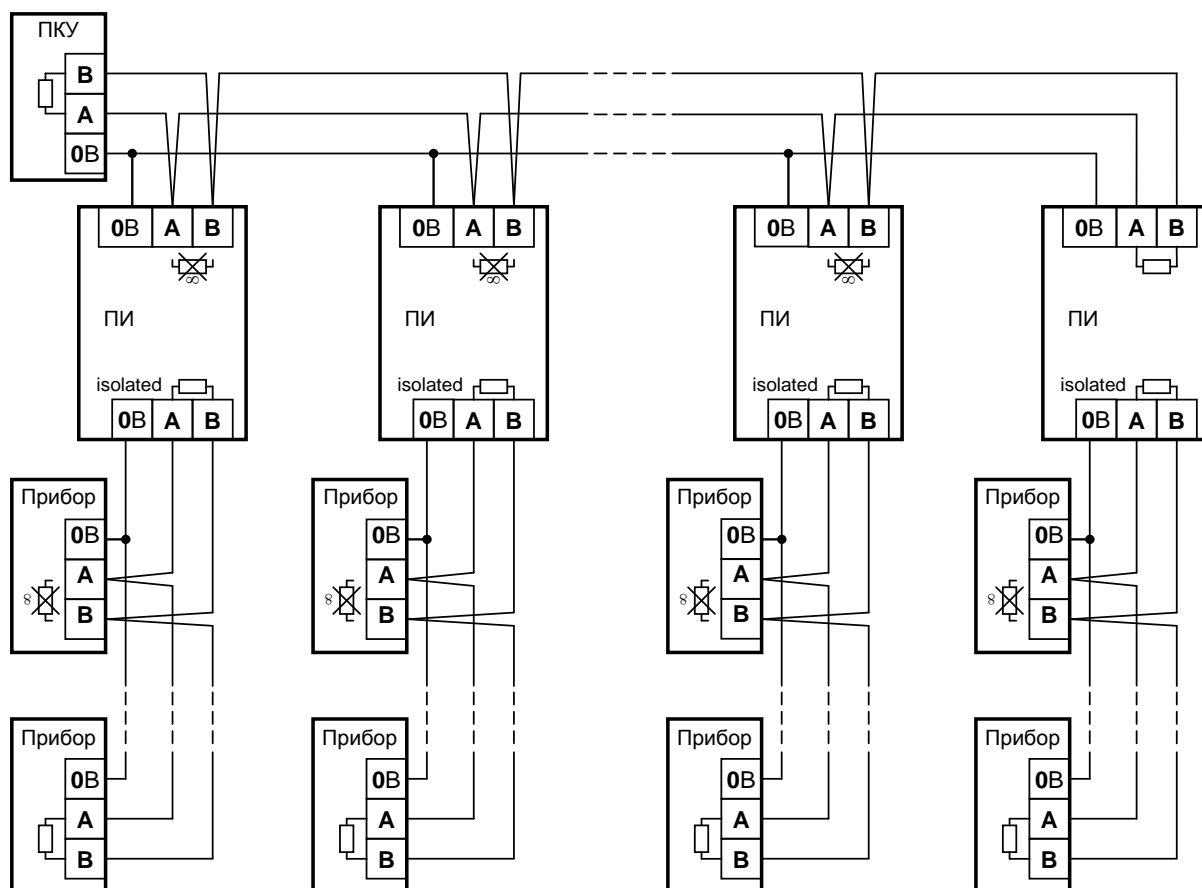 ПКУ
B
A
0В
0В A B
0В A B
0В A B
0В A B
∞
∞
∞
ПИ
ПИ
ПИ
ПИ
isolated
isolated
isolated
isolated
0В A B
0В A B
0В A B
0В A B
Прибор
0В
A
B
∞
Прибор
0В
A
B
∞
Прибор
0В
A
B
∞
Прибор
0В
A
B
∞
Прибор
0В
A
B
Прибор
0В
A
B
Прибор
0В
A
B
Прибор
0В
A
B